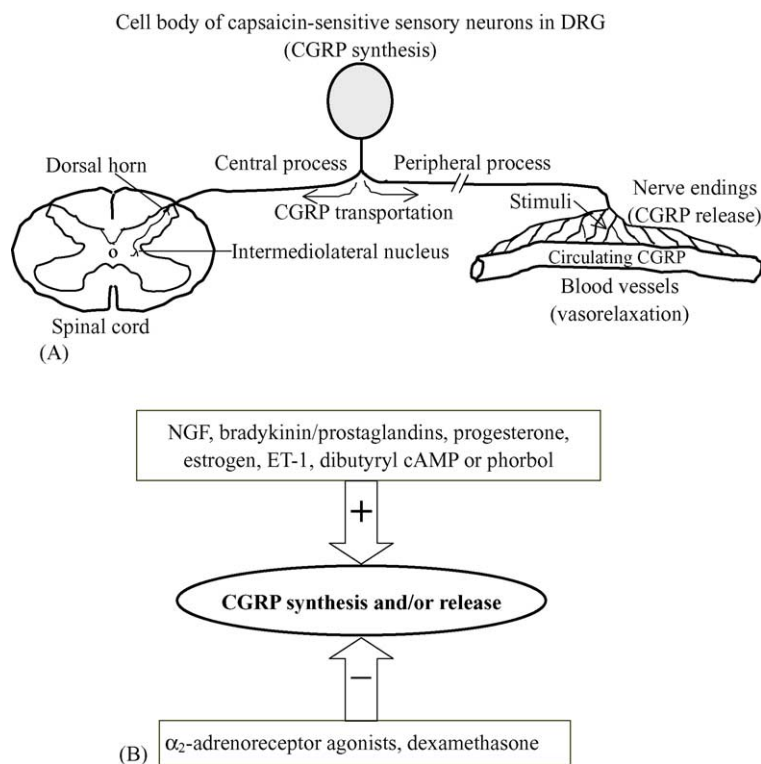 Cell body of capsaicin-sensitive sensory neurons in DRG
(CGRP synthesis)
Dorsal horn
Central process
Peripheral process
Nerve endings
(CGRP release)
Stimuli
CGRP transportation
Intermediolateral nucleus
Circulating CGRP
Blood vessels
(vasorelaxation)
Spinal cord
(A)
NGF, bradykinin/prostaglandins, progesterone,
estrogen, ET-1, dibutyryl cAMP or phorbol
+
CGRP synthesis and/or release
−
α₂-adrenoreceptor agonists, dexamethasone
(B)